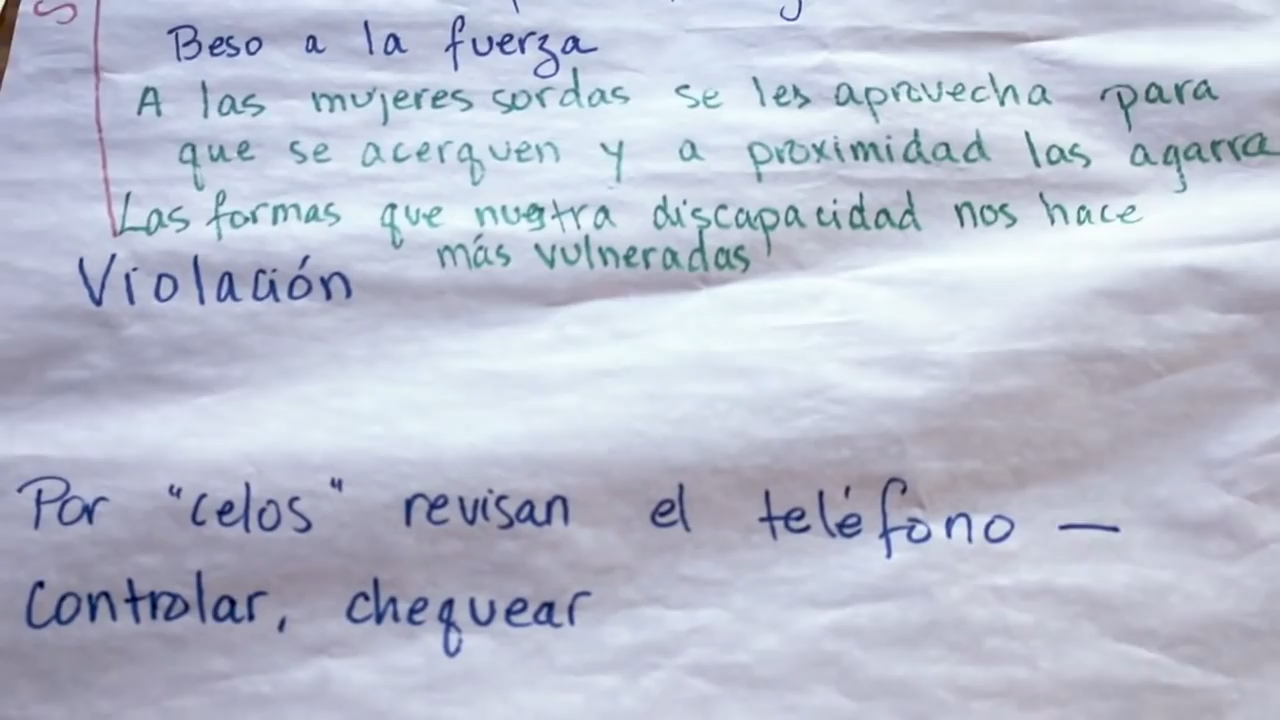 Beso a la fuerza
A las mujeres sordas se les aprovecha para
que se acerquen y a proximidad las agarra
Las formas que nuestra discapacidad nos hace
más vulneradas
Violación
Por "celos" revisan el teléfono —
Controlar, chequear